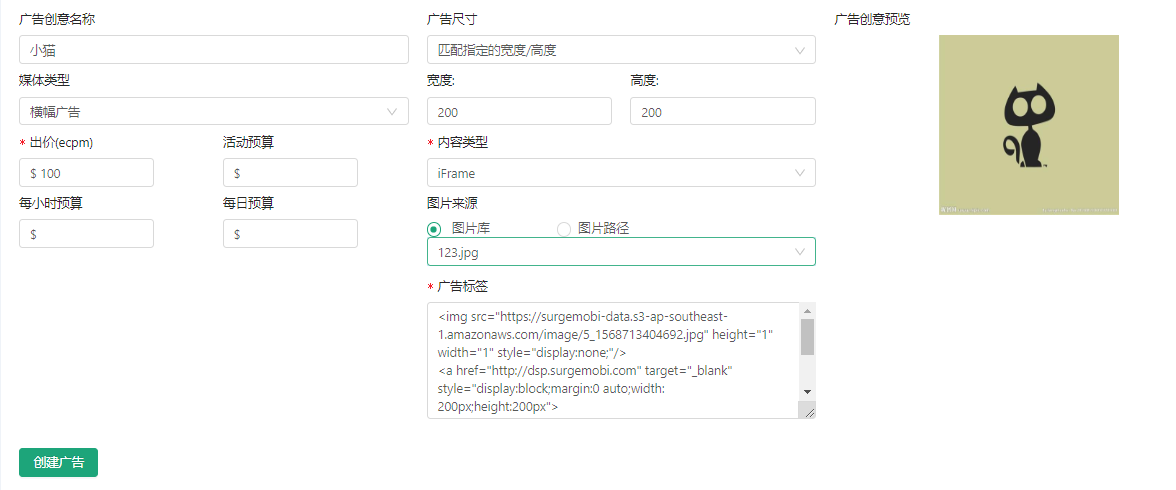 广告创意名称
小猫
媒体类型
横幅广告
* 出价(ecpm)
活动预算
$ 100
$
每小时预算
每日预算
$
$
广告尺寸
匹配指定的宽度/高度
宽度:
高度:
200
200
* 内容类型
iFrame
图片来源
图片库
图片路径
123.jpg
* 广告标签
<img src="https://surgemobi-data.s3-ap-southeast-
1.amazonaws.com/image/5_1568713404692.jpg" height="1"
width="1" style="display:none;"/>
<a href="http://dsp.surgemobi.com" target="_blank"
style="display:block;margin:0 auto;width:
200px;height:200px">
广告创意预览
创建广告